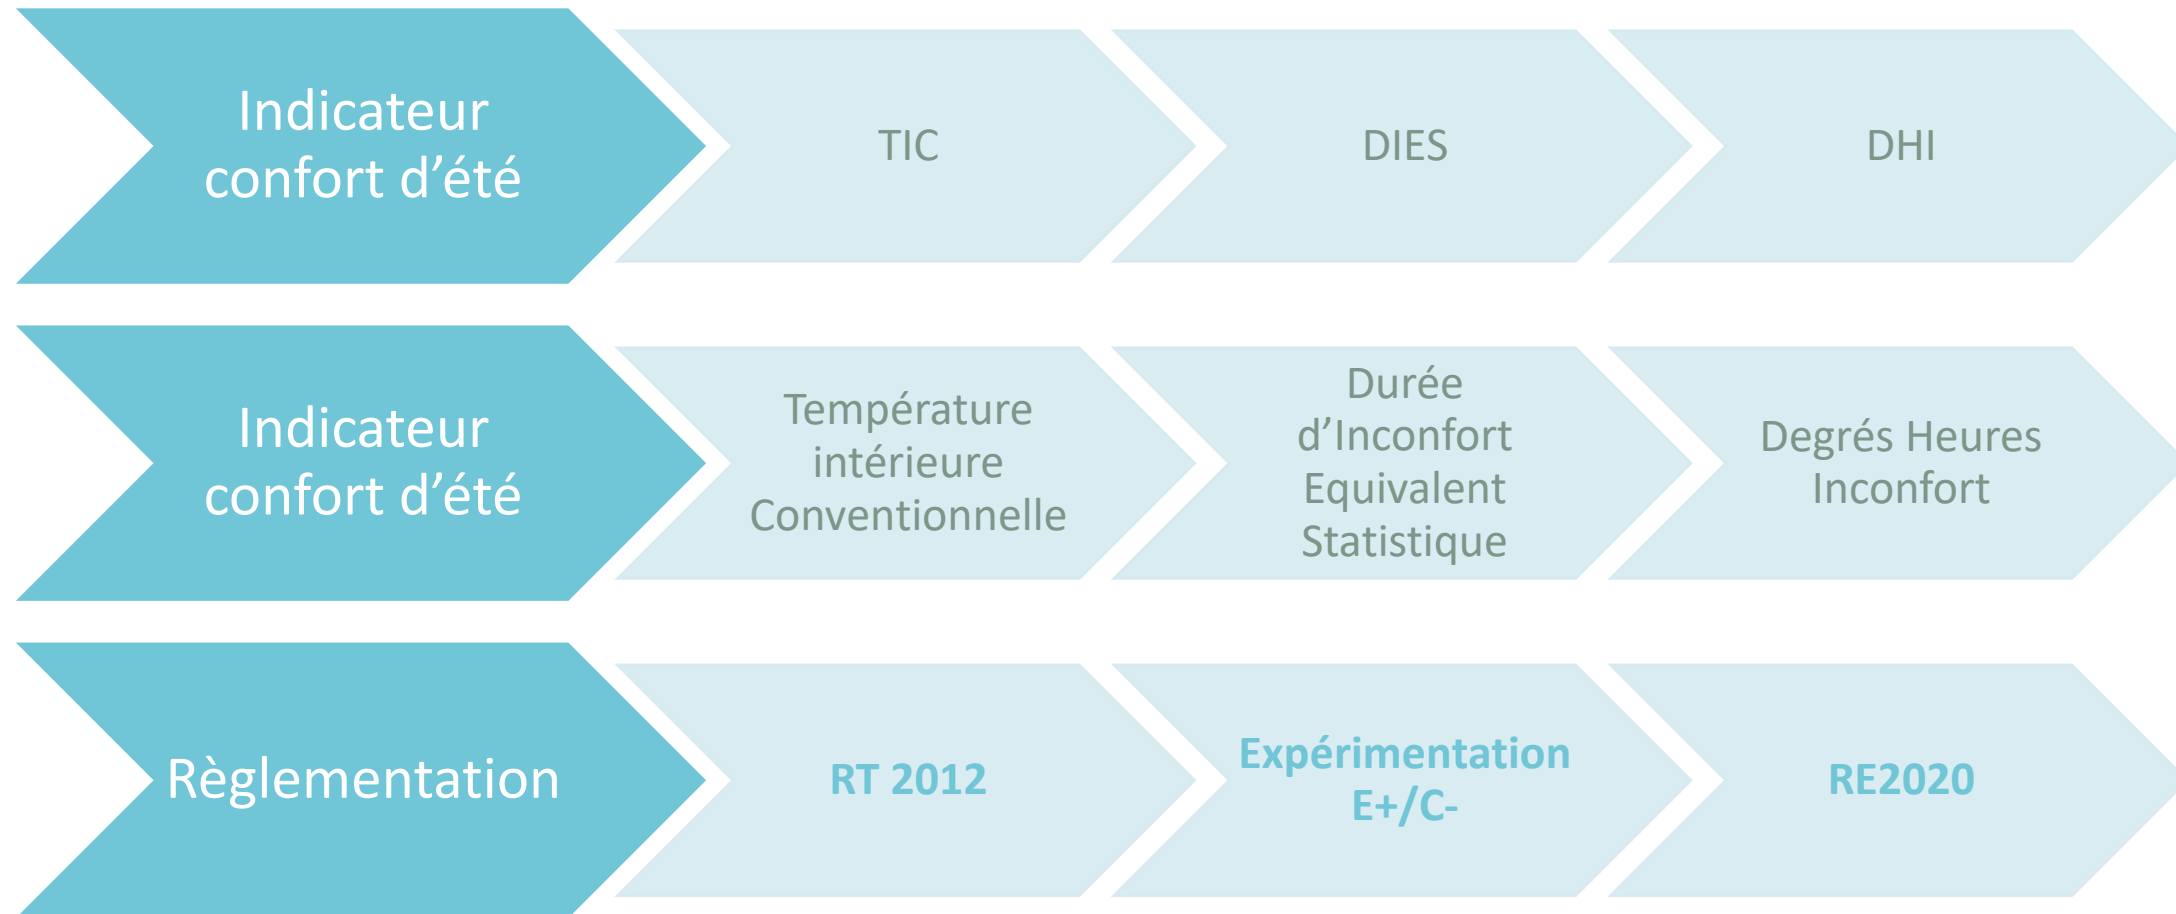 Indicateur
confort d’été
TIC
DIES
DHI
Indicateur
confort d’été
Température
intérieure
Conventionnelle
Durée
d’Inconfort
Equivalent
Statistique
Degrés Heures
Inconfort
Règlementation
RT 2012
Expérimentation
E+/C-
RE2020